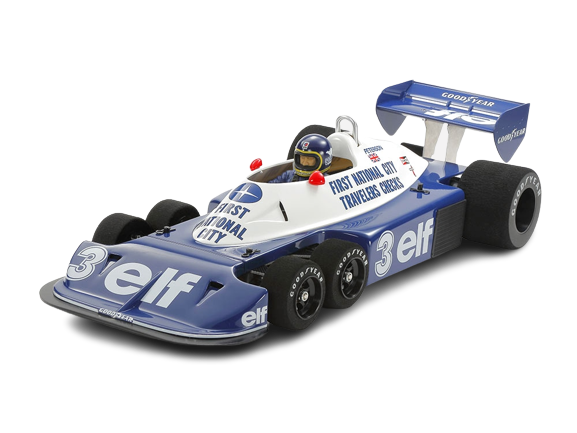 GOODYEAR
elf
GOODYEAR
PETERSON
FIRST NATIONAL CITY
TRAVELERS CHECKS
FIRST
NATIONAL
CITY
3 elf
3 elf
elf
GOODYEAR
GOODYEAR
GOODYEAR
GOODYEAR